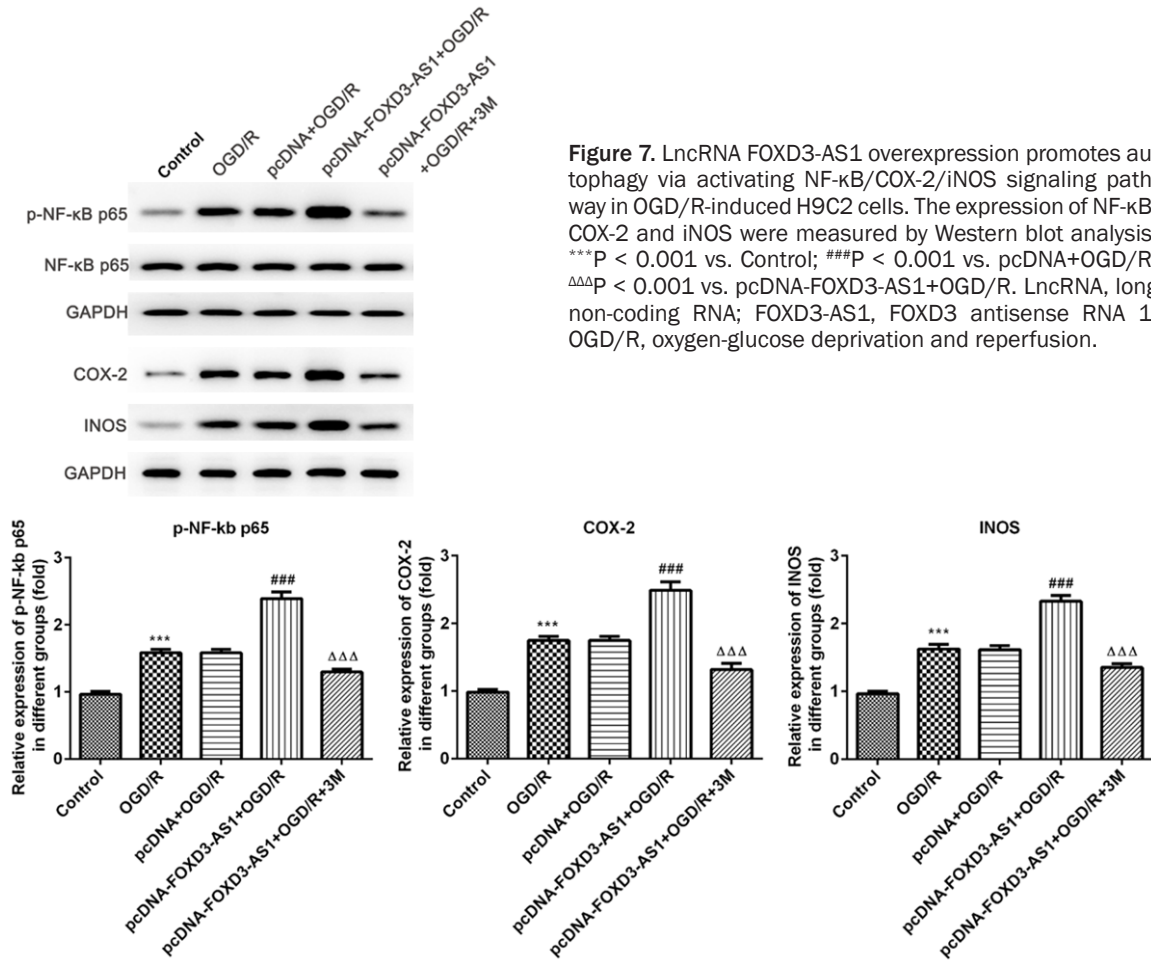 Control
OGD/R
pcDNA+OGD/R
pcDNA-FOXD3-AS1+OGD/R
pcDNA-FOXD3-AS1
+OGD/R+3M
p-NF-κB p65
NF-κB p65
GAPDH
COX-2
INOS
GAPDH
Figure 7. LncRNA FOXD3-AS1 overexpression promotes au-
tophagy via activating NF-κB/COX-2/iNOS signaling path-
way in OGD/R-induced H9C2 cells. The expression of NF-κB
COX-2 and iNOS were measured by Western blot analysis
***P < 0.001 vs. Control; ###P < 0.001 vs. pcDNA+OGD/R
ΔΔΔP < 0.001 vs. pcDNA-FOXD3-AS1+OGD/R. LncRNA, long
non-coding RNA; FOXD3-AS1, FOXD3 antisense RNA 1
OGD/R, oxygen-glucose deprivation and reperfusion.
p-NF-kb p65
Relative expression of p-NF-kb p65
in different groups (fold)
3
2
1
0
***
###
ΔΔΔ
Control
OGD/R
pcDNA+OGD/R
pcDNA-FOXD3-AS1+OGD/R
pcDNA-FOXD3-AS1+OGD/R+3M
COX-2
Relative expression of COX-2
in different groups (fold)
3
2
1
0
***
###
ΔΔΔ
Control
OGD/R
pcDNA+OGD/R
pcDNA-FOXD3-AS1+OGD/R
pcDNA-FOXD3-AS1+OGD/R+3M
INOS
Relative expression of INOS
in different groups (fold)
3
2
1
0
***
###
ΔΔΔ
Control
OGD/R
pcDNA+OGD/R
pcDNA-FOXD3-AS1+OGD/R
pcDNA-FOXD3-AS1+OGD/R+3M